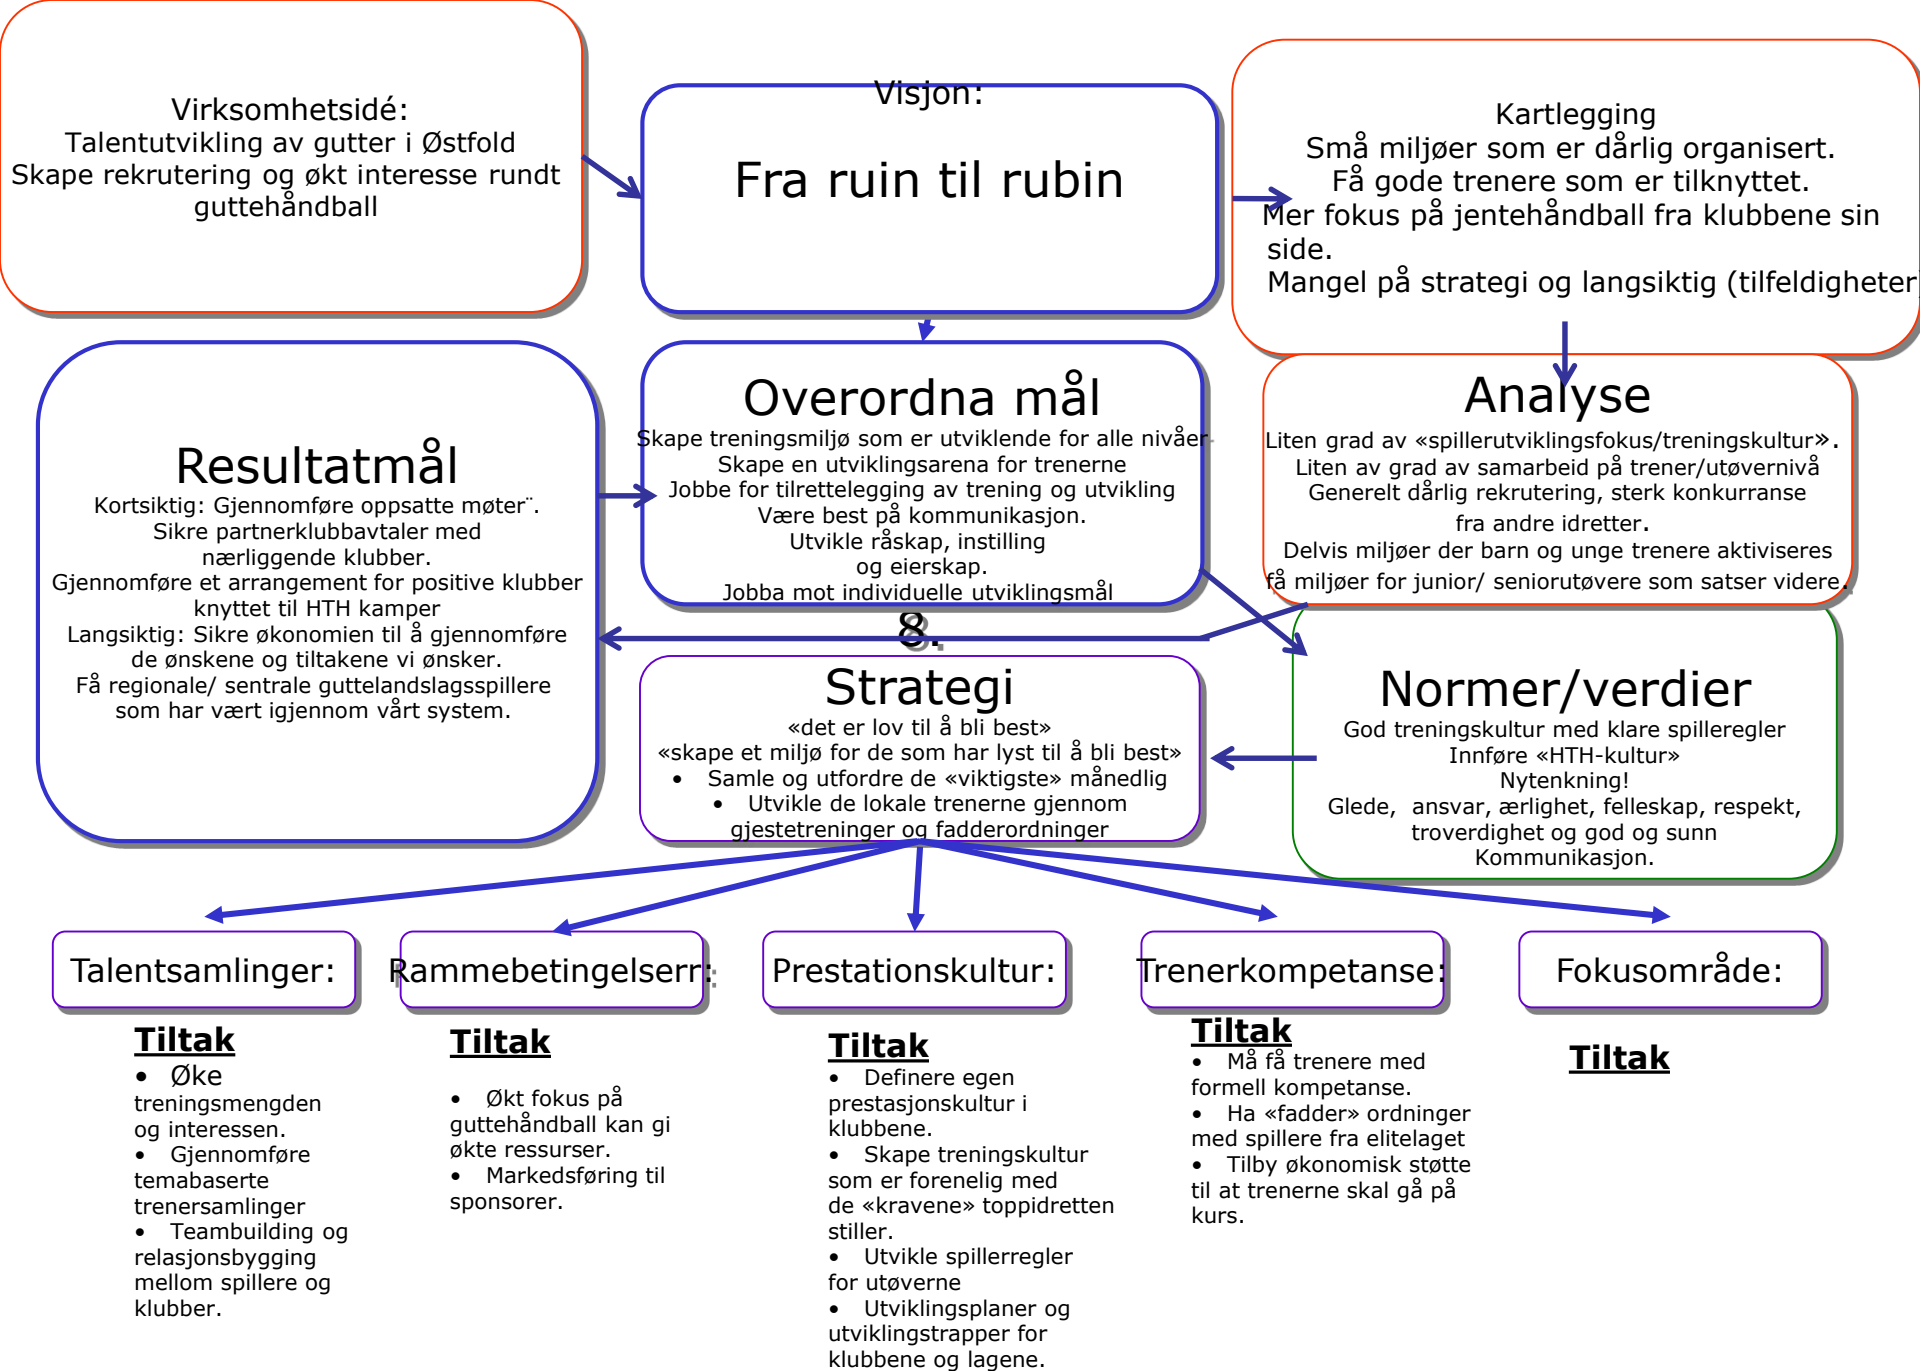 Virksomhetsidé:
Talentutvikling av gutter i Østfold
Skape rekrutering og økt interesse rundt
guttehåndball
Visjon:
Fra ruin til rubin
Kartlegging
Små miljøer som er dårlig organisert.
Få gode trenere som er tilknyttet.
Mer fokus på jentehåndball fra klubbene sin
side.
Mangel på strategi og langsiktig (tilfeldigheter)
Resultatmål
Kortsiktig: Gjennomføre oppsatte møter¨.
Sikre partnerklubbavtaler med
nærliggende klubber.
Gjennomføre et arrangement for positive klubber
knyttet til HTH kamper
Langsiktig: Sikre økonomien til å gjennomføre
de ønskene og tiltakene vi ønsker.
Få regionale/ sentrale guttelandslagsspillere
som har vært igjennom vårt system.
Overordna mål
Skape treningsmiljø som er utviklende for alle nivåer
Skape en utviklingsarena for trenerne
Jobbe for tilrettelegging av trening og utvikling
Være best på kommunikasjon.
Utvikle råskap, instilling
og eierskap.
Jobba mot individuelle utviklingsmål
Analyse
Liten grad av «spillerutviklingsfokus/treningskultur».
Liten av grad av samarbeid på trener/utøvernivå
Generelt dårlig rekrutering, sterk konkurranse
fra andre idretter.
Delvis miljøer der barn og unge trenere aktiviseres
få miljøer for junior/ seniorutøvere som satser videre.
8.
Strategi
«det er lov til å bli best»
«skape et miljø for de som har lyst til å bli best»
• Samle og utfordre de «viktigste» månedlig
• Utvikle de lokale trenerne gjennom
gjestetreninger og fadderordninger
Normer/verdier
God treningskultur med klare spilleregler
Innføre «HTH-kultur»
Nytenkning!
Glede, ansvar, ærlighet, felleskap, respekt,
troverdighet og god og sunn
Kommunikasjon.
Talentsamlinger:
Tiltak
• Øke
treningsmengden
og interessen.
• Gjennomføre
temabaserte
trenersamlinger
• Teambuilding og
relasjonsbygging
mellom spillere og
klubber.
Rammebetingelserr:
Tiltak
• Økt fokus på
guttehåndball kan gi
økte ressurser.
• Markedsføring til
sponsorer.
Prestationskultur:
Tiltak
• Definere egen
prestasjonskultur i
klubbene.
• Skape treningskultur
som er forenelig med
de «kravene» toppidretten
stiller.
• Utvikle spillerregler
for utøverne
• Utviklingsplaner og
utviklingstrapper for
klubbene og lagene.
Trenerkompetanse:
Tiltak
• Må få trenere med
formell kompetanse.
• Ha «fadder» ordninger
med spillere fra elitelaget
• Tilby økonomisk støtte
til at trenerne skal gå på
kurs.
Fokusområde:
Tiltak